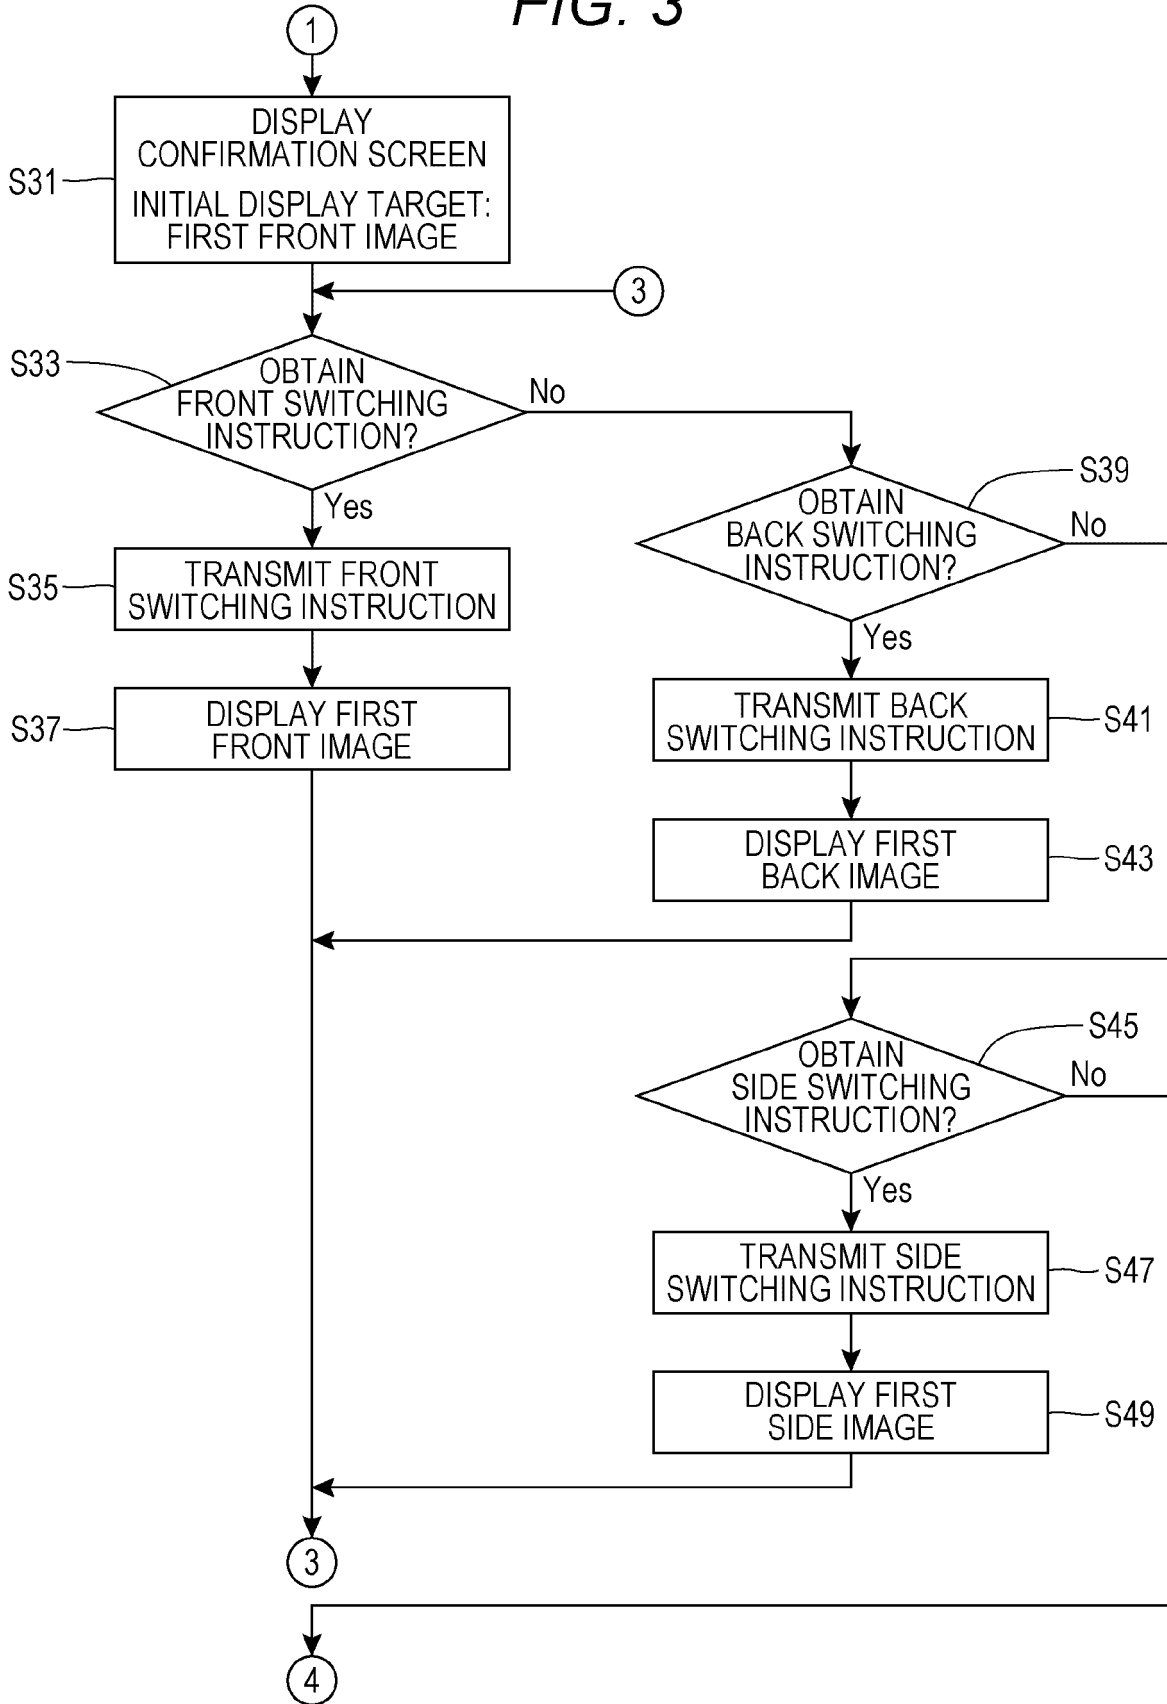 FIG. 3
1
DISPLAY
CONFIRMATION SCREEN
INITIAL DISPLAY TARGET:
FIRST FRONT IMAGE
S31
3
S33
OBTAIN
FRONT SWITCHING
INSTRUCTION?
No
Yes
S39
OBTAIN
BACK SWITCHING
INSTRUCTION?
No
Yes
S35
TRANSMIT FRONT
SWITCHING INSTRUCTION
S37
DISPLAY FIRST
FRONT IMAGE
TRANSMIT BACK
SWITCHING INSTRUCTION
S41
DISPLAY FIRST
BACK IMAGE
S43
S45
OBTAIN
SIDE SWITCHING
INSTRUCTION?
No
Yes
TRANSMIT SIDE
SWITCHING INSTRUCTION
S47
DISPLAY FIRST
SIDE IMAGE
S49
3
4